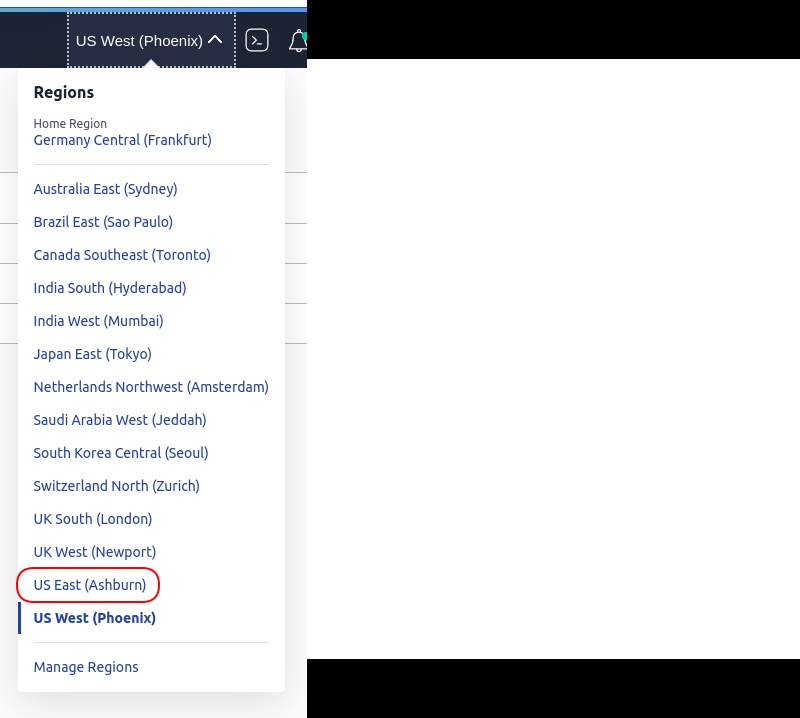 US West (Phoenix)
Regions
Home Region
Germany Central (Frankfurt)
Australia East (Sydney)
Brazil East (Sao Paulo)
Canada Southeast (Toronto)
India South (Hyderabad)
India West (Mumbai)
Japan East (Tokyo)
Netherlands Northwest (Amsterdam)
Saudi Arabia West (Jeddah)
South Korea Central (Seoul)
Switzerland North (Zurich)
UK South (London)
UK West (Newport)
US East (Ashburn)
US West (Phoenix)
Manage Regions